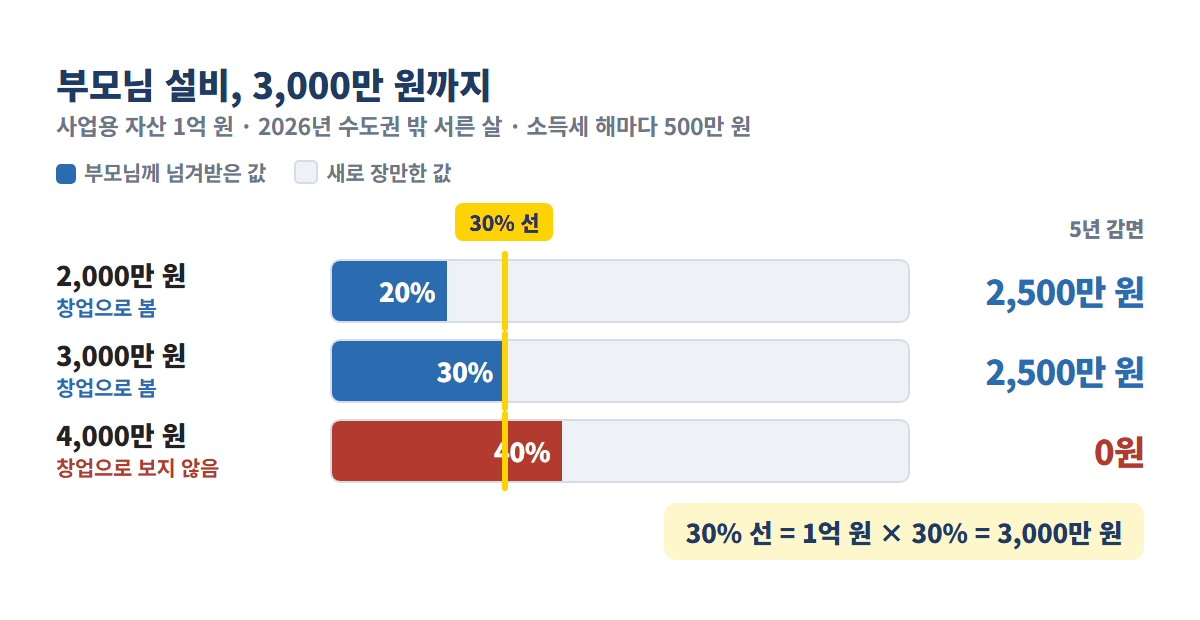 부모님 설비, 3,000만 원까지
사업용 자산 1억 원 · 2026년 수도권 밖 서른 살 · 소득세 해마다 500만 원
부모님께 넘겨받은 값
새로 장만한 값
30% 선
5년 감면
2,000만 원
창업으로 봄
20%
2,500만 원
3,000만 원
창업으로 봄
30%
2,500만 원
4,000만 원
창업으로 보지 않음
40%
0원
30% 선 = 1억 원 × 30% = 3,000만 원